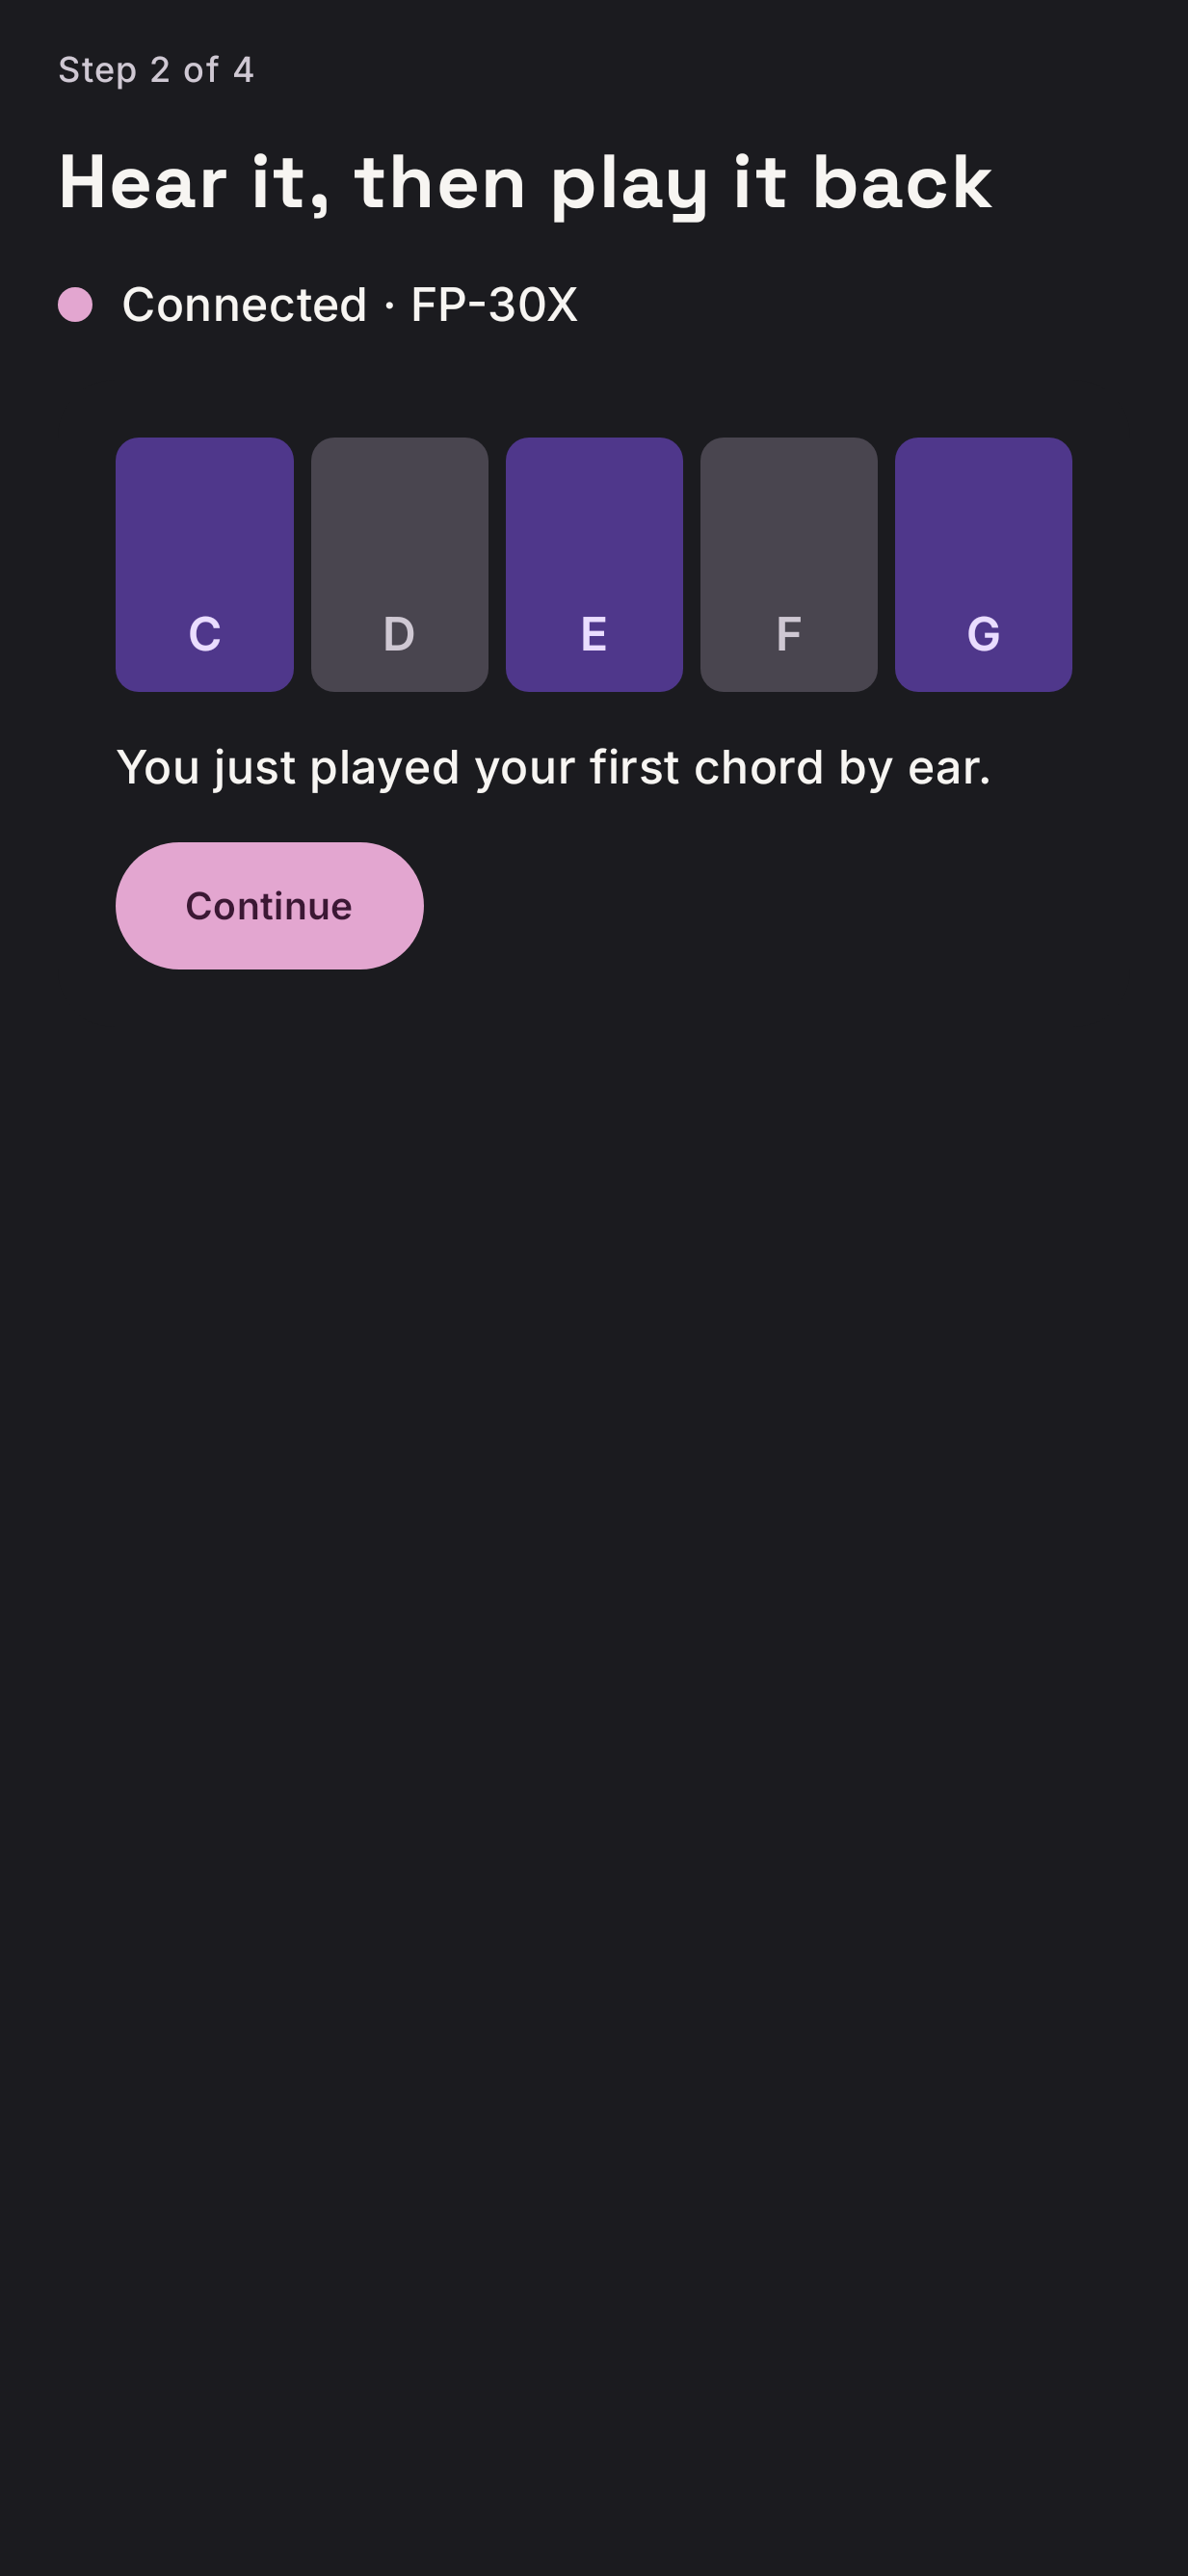 Step 2 of 4
Hear it, then play it back
Connected · FP-30X
C D E F G
You just played your first chord by ear.
Continue